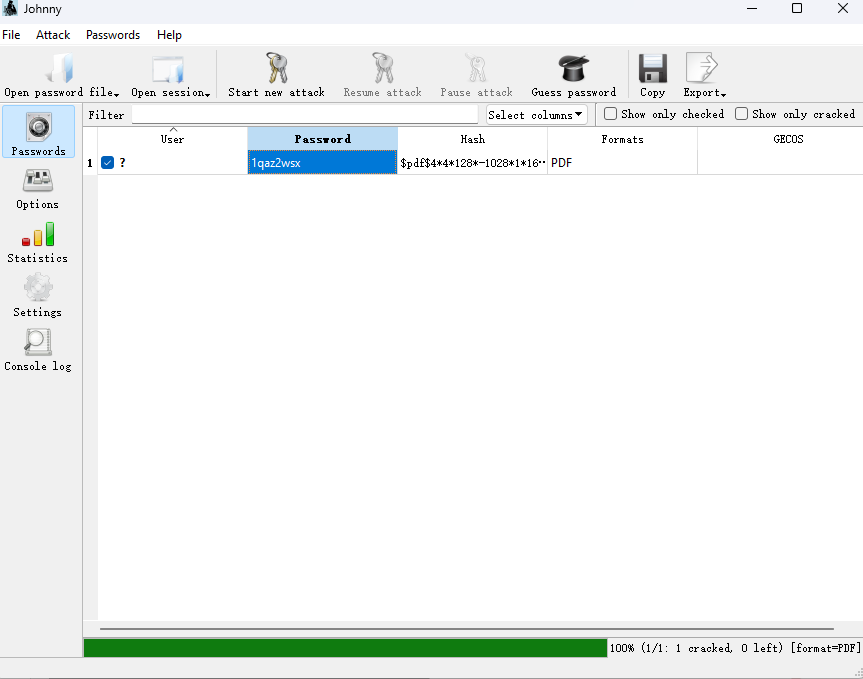 Johnny
File Attack Passwords Help
Open password file Open session Start new attack Resume attack Pause attack Guess password Copy Export
Filter Select columns Show only checked Show only cracked
Passwords
Options
Statistics
Settings
Console log
User Password Hash Formats GECOS
1 ? 1qaz2wsx $pdf$4*4*128*-1028*1*16·· PDF
100% (1/1: 1 cracked, 0 left) [format=PDF]